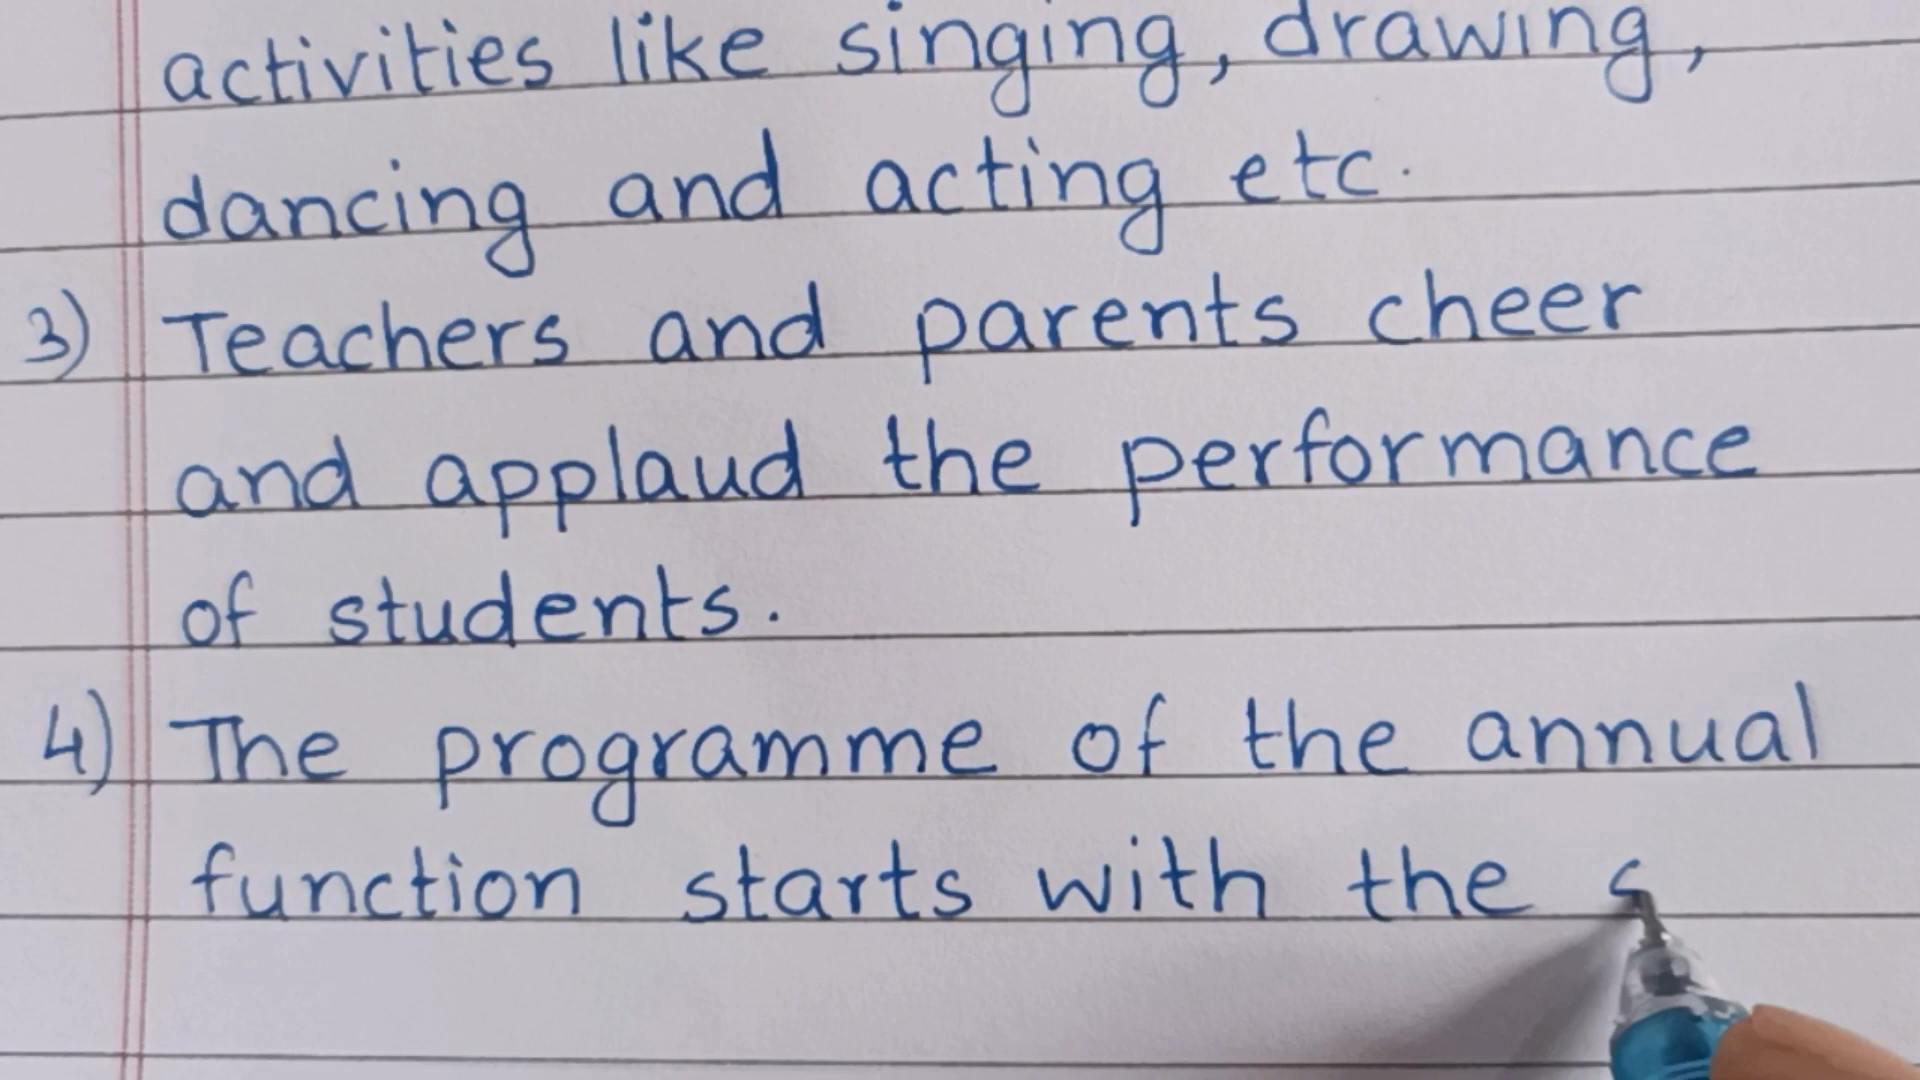 activities like singing, drawing,
dancing and acting etc.
3) Teachers and parents cheer
and applaud the performance
of students.
4) The programme of the annual
function starts with the s